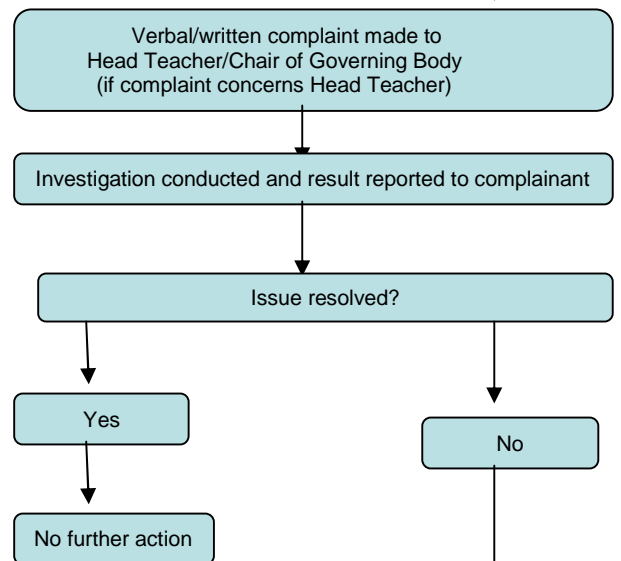 Verbal/written complaint made to
Head Teacher/Chair of Governing Body
(if complaint concerns Head Teacher)
Investigation conducted and result reported to complainant
Issue resolved?
Yes
No
No further action